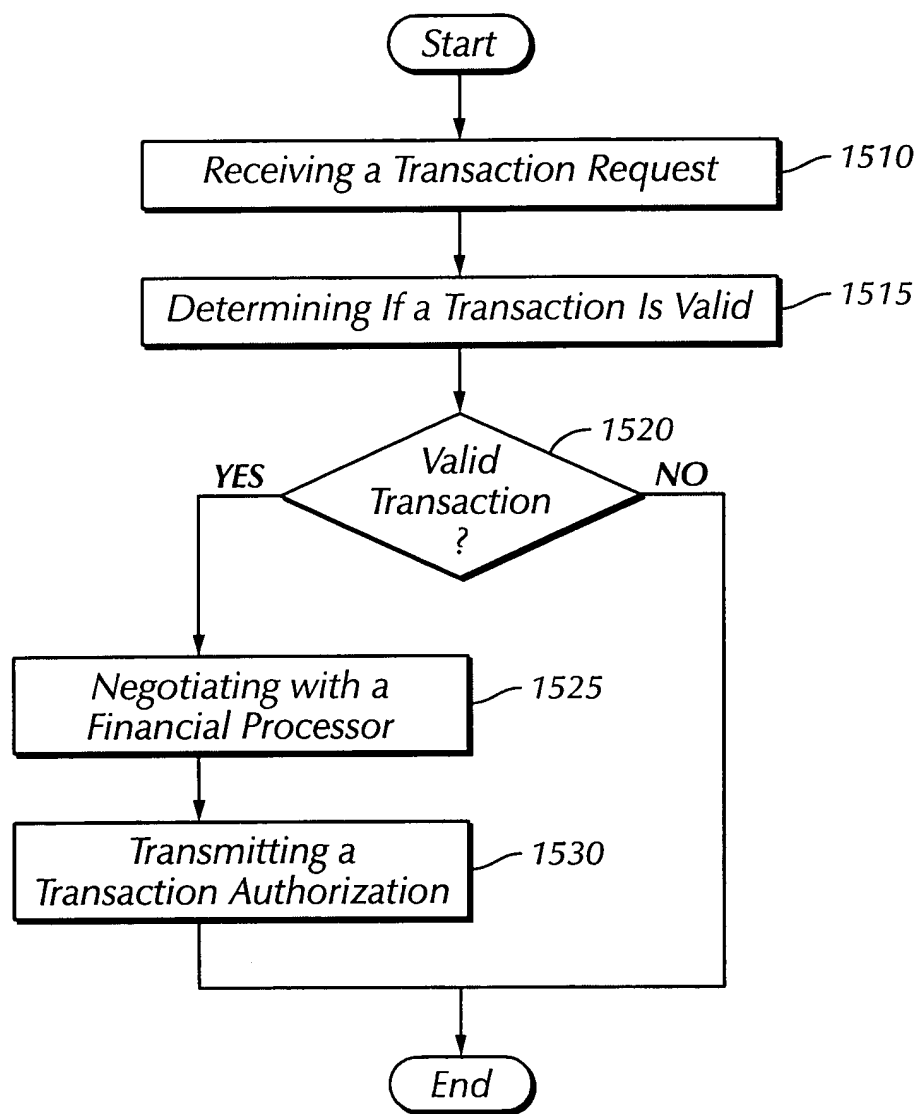 Start
Receiving a Transaction Request
1510
Determining If a Transaction Is Valid
1515
1520
Valid
Transaction
?
YES
NO
Negotiating with a
Financial Processor
1525
Transmitting a
Transaction Authorization
1530
End